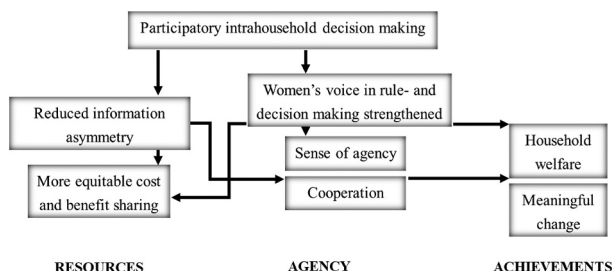 Participatory intrahousehold decision making
Women's voice in rule- and
decision making strengthened
Reduced information
asymmetry
Household
welfare
Sense of agency
More equitable cost
and benefit sharing
Cooperation
Meaningful
change
RESOURCES
AGENCY
ACHIEVEMENTS